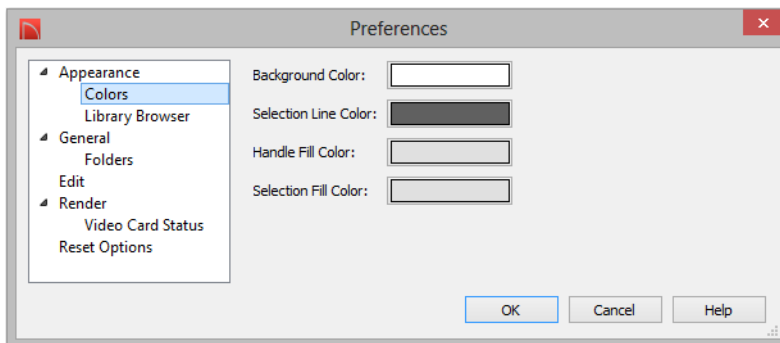 Preferences
Appearance
Colors
Library Browser
General
Folders
Edit
Render
Video Card Status
Reset Options
Background Color:
Selection Line Color:
Handle Fill Color:
Selection Fill Color:
OK
Cancel
Help